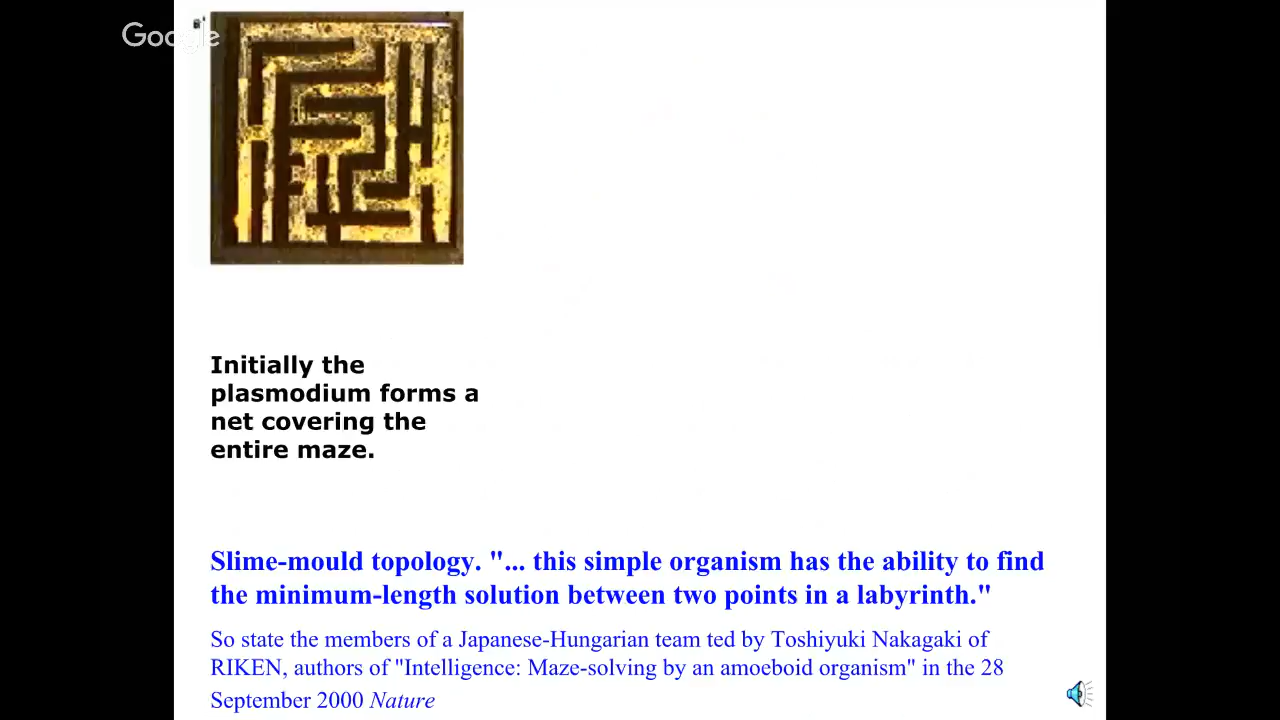 Google
Initially the
plasmodium forms a
net covering the
entire maze.
Slime-mould topology. "... this simple organism has the ability to find
the minimum-length solution between two points in a labyrinth."
So state the members of a Japanese-Hungarian team ted by Toshiyuki Nakagaki of
RIKEN, authors of "Intelligence: Maze-solving by an amoeboid organism" in the 28
September 2000 Nature